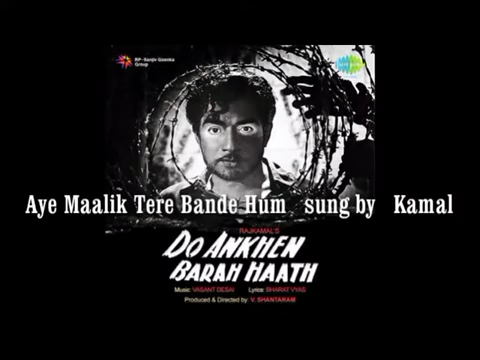 RP - Sanjiv Goenka
Group
Aye Maalik Tere Bande Hum sung by Kamal
RAJKAMAL'S
DO ANKHEN
BARAH HAATH
Music: VASANT DESAI Lyrics: BHARAT VYAS
Produced & Directed by: V. SHANTARAM